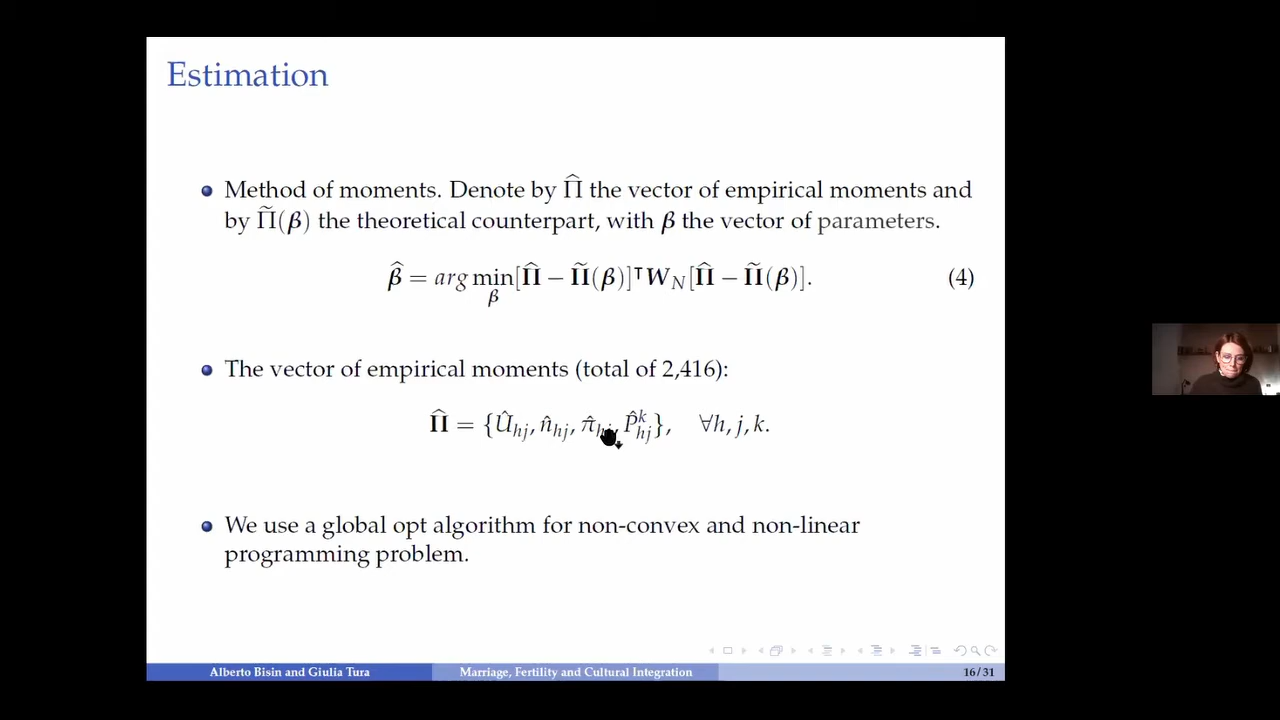 Estimation
Method of moments. Denote by Π̂ the vector of empirical moments and
by Π̃(β) the theoretical counterpart, with β the vector of parameters.
β̂ = arg min_β [Π̂ − Π̃(β)]ᵀ W_N [Π̂ − Π̃(β)]. (4)
The vector of empirical moments (total of 2,416):
Π̂ = {Û_hj, n̂_hj, π̂_hj, P̂^k_hj}, ∀h, j, k.
We use a global opt algorithm for non-convex and non-linear
programming problem.
Alberto Bisin and Giulia Tura Marriage, Fertility and Cultural Integration 16/31